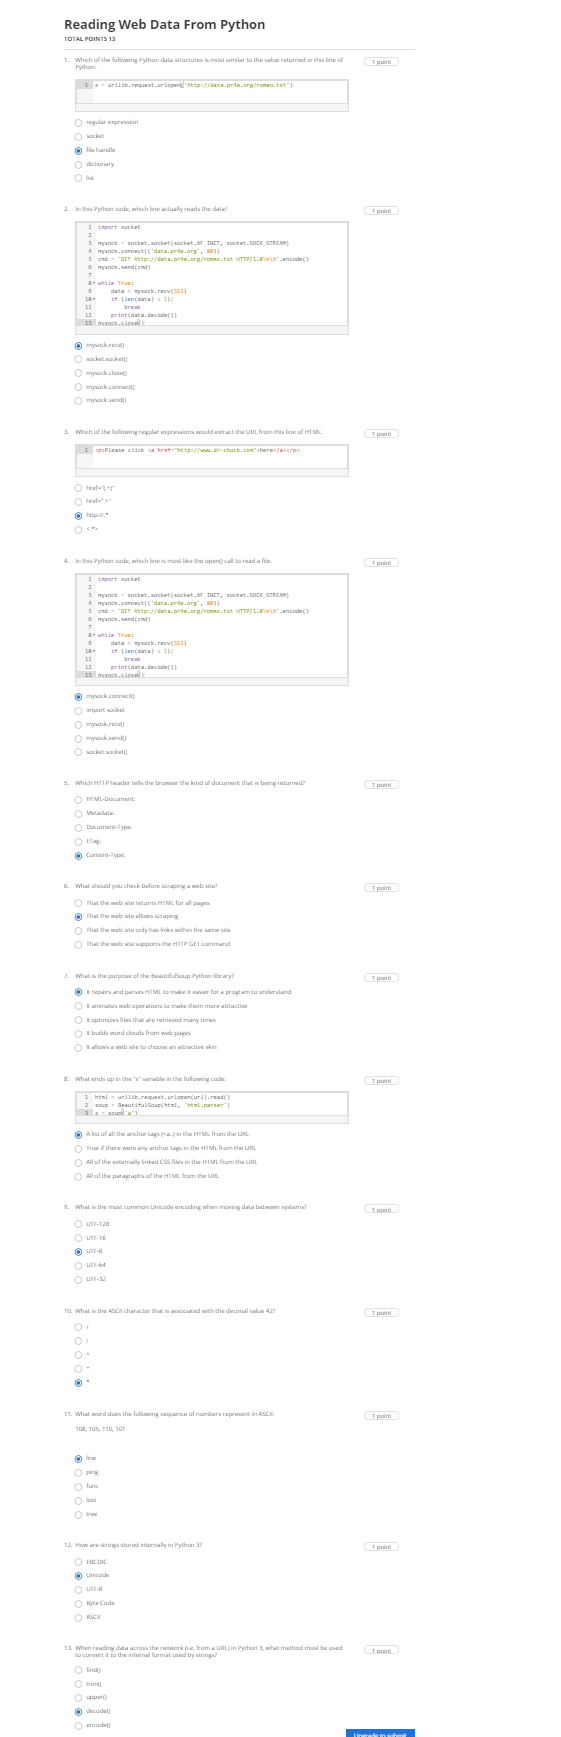 Reading Web Data From Python
TOTAL POINTS 13
1. Which of the following Python data structures is most similar to the value returned in this line of
Python:
1 point
1 x = urllib.request.urlopen('http://data.pr4e.org/romeo.txt')
regular expression
socket
file handle
dictionary
list
2. In this Python code, which line actually reads the data?
1 point
1 import socket
2
3 mysock = socket.socket(socket.AF_INET, socket.SOCK_STREAM)
4 mysock.connect(('data.pr4e.org', 80))
5 cmd = 'GET http://data.pr4e.org/romeo.txt HTTP/1.0\n\n'.encode()
6 mysock.send(cmd)
7
8 while True:
9 data = mysock.recv(512)
10 if (len(data) < 1):
11 break
12 print(data.decode())
13 mysock.close()
mysock.recv()
socket.socket()
mysock.close()
mysock.connect()
mysock.send()
3. Which of the following regular expressions would extract the URL from this line of HTML:
1 point
1 <p>Please click <a href="http://www.dr-chuck.com">here</a></p>
href="(.+)"
href=".+"
http://.*
<.*>
4. In this Python code, which line is most like the open() call to read a file:
1 point
1 import socket
2
3 mysock = socket.socket(socket.AF_INET, socket.SOCK_STREAM)
4 mysock.connect(('data.pr4e.org', 80))
5 cmd = 'GET http://data.pr4e.org/romeo.txt HTTP/1.0\n\n'.encode()
6 mysock.send(cmd)
7
8 while True:
9 data = mysock.recv(512)
10 if (len(data) < 1):
11 break
12 print(data.decode())
13 mysock.close()
mysock.connect()
import socket
mysock.recv()
mysock.send()
socket.socket()
5. Which HTTP header tells the browser the kind of document that is being returned?
1 point
HTML-Document:
Metadata:
Document-Type:
ETag:
Content-Type:
6. What should you check before scraping a web site?
1 point
That the web site returns HTML for all pages
That the web site allows scraping
That the web site only has links within the same site
That the web site supports the HTTP GET command
7. What is the purpose of the BeautifulSoup Python library?
1 point
It repairs and parses HTML to make it easier for a program to understand
It animates web operations to make them more attractive
It optimizes files that are retrieved many times
It builds word clouds from web pages
It allows a web site to choose an attractive skin
8. What ends up in the "x" variable in the following code:
1 point
1 html = urllib.request.urlopen(url).read()
2 soup = BeautifulSoup(html, 'html.parser')
3 x = soup('a')
A list of all the anchor tags (<a..) in the HTML from the URL
True if there were any anchor tags in the HTML from the URL
All of the externally linked CSS files in the HTML from the URL
All of the paragraphs of the HTML from the URL
9. What is the most common Unicode encoding when moving data between systems?
1 point
UTF-128
UTF-16
UTF-8
UTF-64
UTF-32
10. What is the ASCII character that is associated with the decimal value 42?
1 point
/
!
^
+
*
11. What word does the following sequence of numbers represent in ASCII:
1 point
108, 105, 110, 101
line
ping
func
lost
tree
12. How are strings stored internally in Python 3?
1 point
EBCDIC
Unicode
UTF-8
Byte Code
ASCII
13. When reading data across the network (i.e. from a URL) in Python 3, what method must be used
to convert it to the internal format used by strings?
1 point
find()
trim()
upper()
decode()
encode()
Upgrade to submit